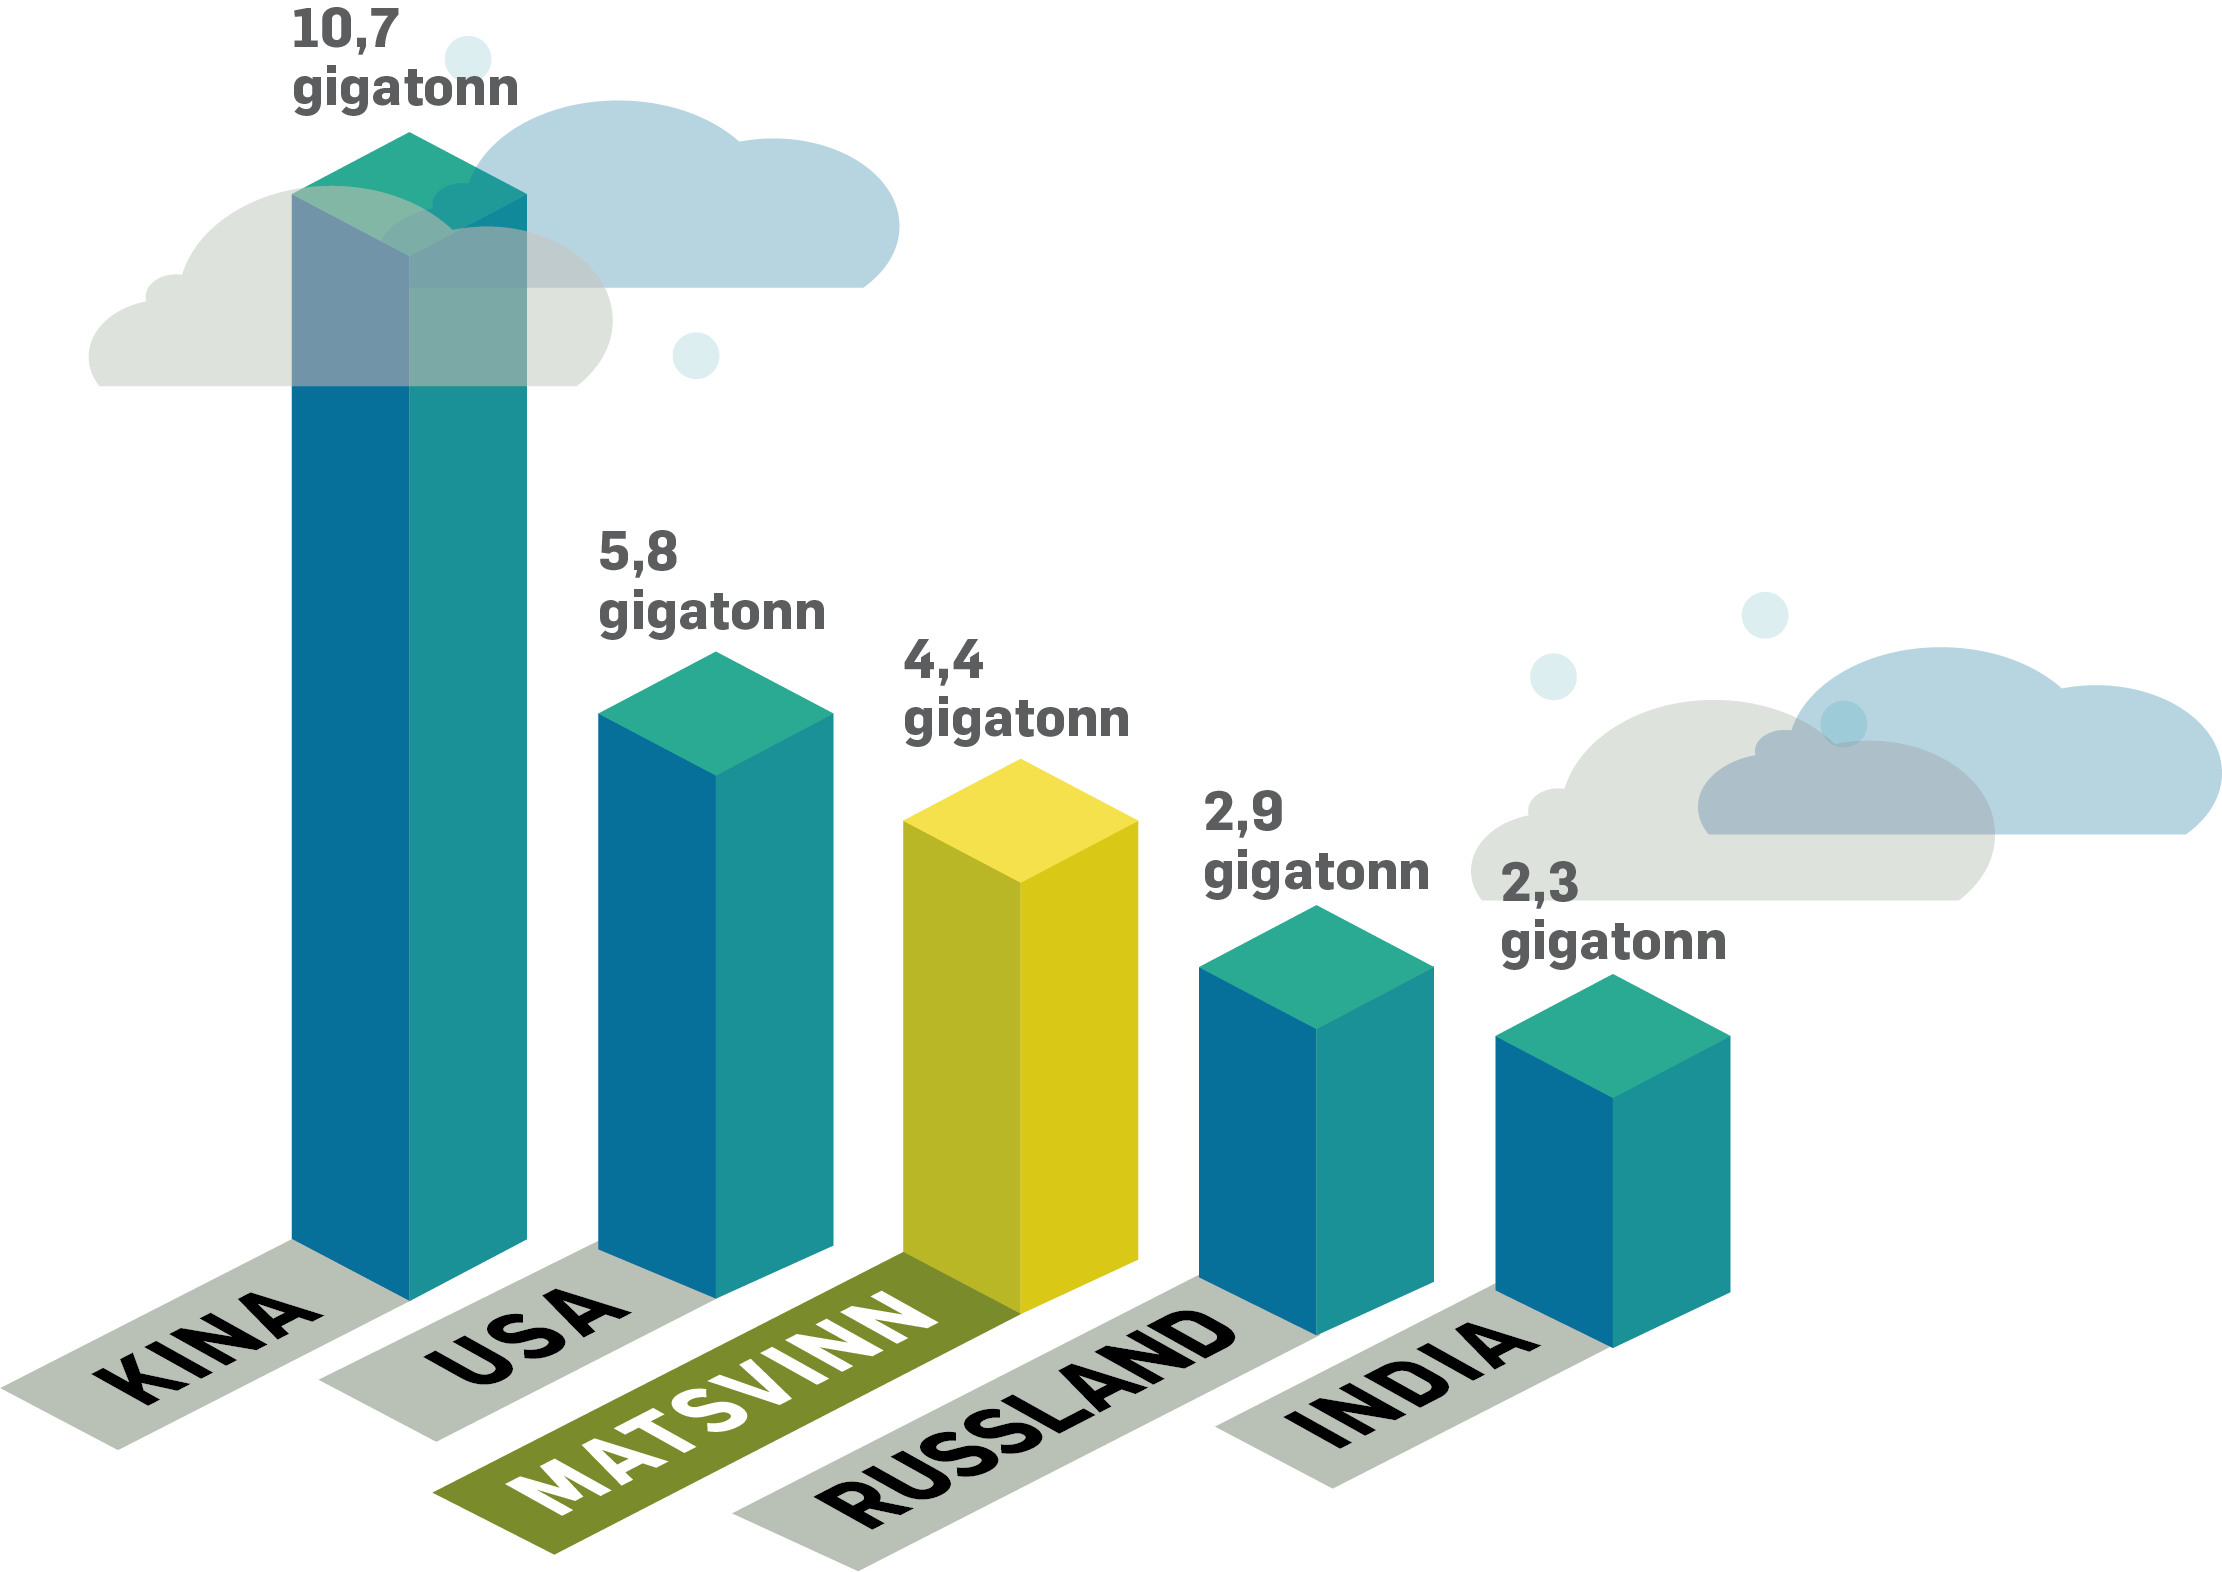 10,7
gigatonn
5,8
gigatonn
4,4
gigatonn
2,9
gigatonn
2,3
gigatonn
KINA
USA
MATSVINN
RUSSLAND
INDIA